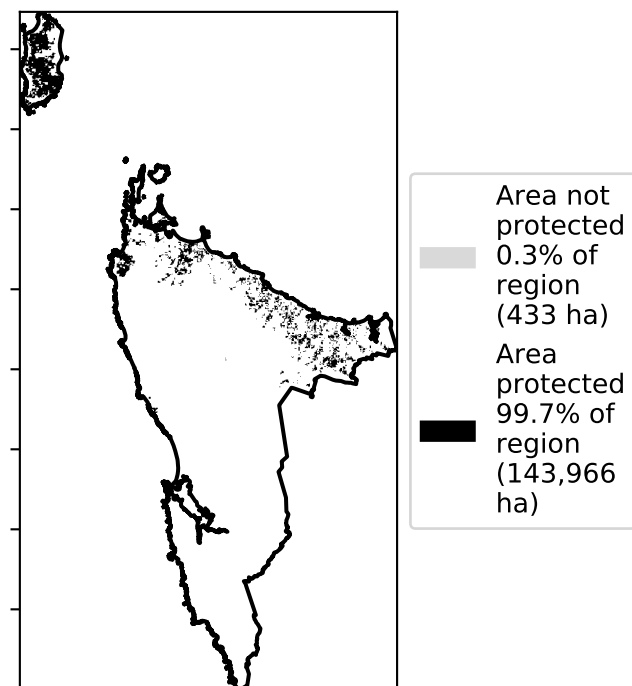 Area not
protected
0.3% of
region
(433 ha)
Area
protected
99.7% of
region
(143,966
ha)